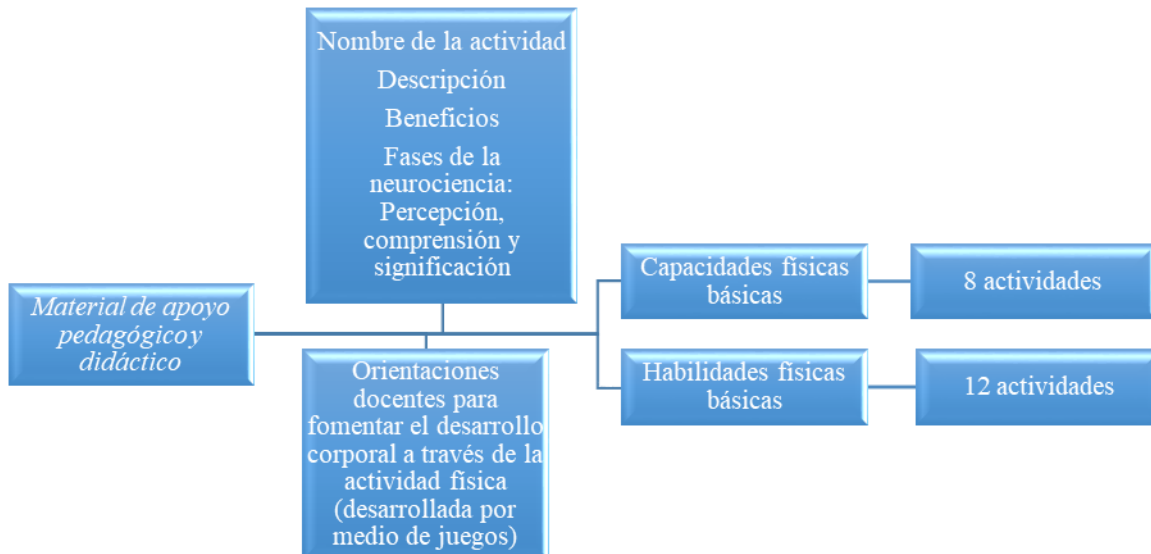 Nombre de la actividad
Descripción
Beneficios
Fases de la
neurociencia:
Percepción,
comprensión y
significación
Material de apoyo
pedagógico y
didáctico
Orientaciones
docentes para
fomentar el desarrollo
corporal a través de la
actividad física
(desarrollada por
medio de juegos)
Capacidades físicas
básicas
8 actividades
Habilidades físicas
básicas
12 actividades